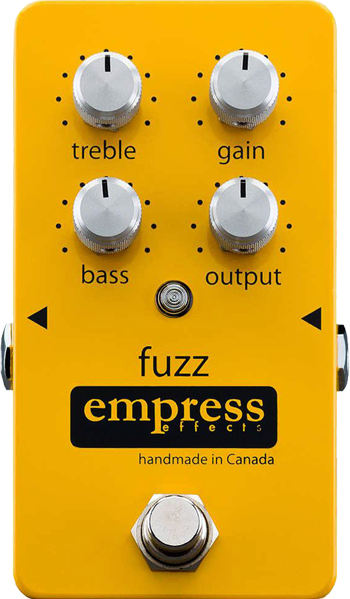 treble gain
bass output
fuzz
empress
effects
handmade in Canada